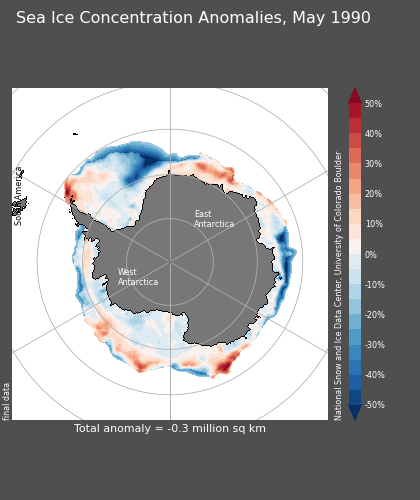 Sea Ice Concentration Anomalies, May 1990
South America
East
Antarctica
West
Antarctica
final data
National Snow and Ice Data Center, University of Colorado Boulder
50%
40%
30%
20%
10%
0%
-10%
-20%
-30%
-40%
-50%
Total anomaly = -0.3 million sq km